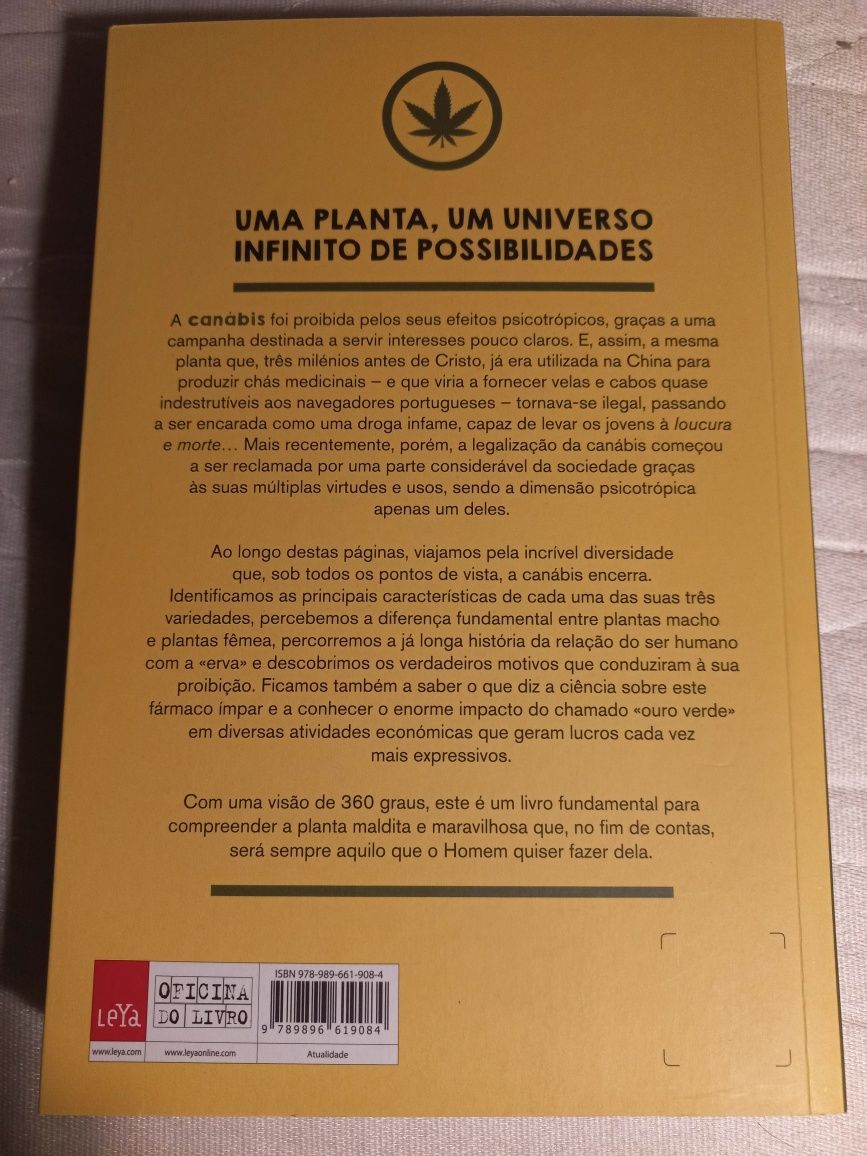 UMA PLANTA, UM UNIVERSO
INFINITO DE POSSIBILIDADES
A canábis foi proibida pelos seus efeitos psicotrópicos, graças a uma
campanha destinada a servir interesses pouco claros. E, assim, a mesma
planta que, três milénios antes de Cristo, já era utilizada na China para
produzir chás medicinais – e que viria a fornecer velas e cabos quase
indestrutíveis aos navegadores portugueses – tornava-se ilegal, passando
a ser encarada como uma droga infame, capaz de levar os jovens à loucura
e morte… Mais recentemente, porém, a legalização da canábis começou
a ser reclamada por uma parte considerável da sociedade graças
às suas múltiplas virtudes e usos, sendo a dimensão psicotrópica
apenas um deles.
Ao longo destas páginas, viajamos pela incrível diversidade
que, sob todos os pontos de vista, a canábis encerra.
Identificamos as principais características de cada uma das suas três
variedades, percebemos a diferença fundamental entre plantas macho
e plantas fêmea, percorremos a já longa história da relação do ser humano
com a «erva» e descobrimos os verdadeiros motivos que conduziram à sua
proibição. Ficamos também a saber o que diz a ciência sobre este
fármaco ímpar e a conhecer o enorme impacto do chamado «ouro verde»
em diversas atividades económicas que geram lucros cada vez
mais expressivos.
Com uma visão de 360 graus, este é um livro fundamental para
compreender a planta maldita e maravilhosa que, no fim de contas,
será sempre aquilo que o Homem quiser fazer dela.
LeYa
www.leya.com
OFICINA
DO LIVRO
www.leyaonline.com
ISBN 978-989-661-908-4
9 789896 619084
Atualidade